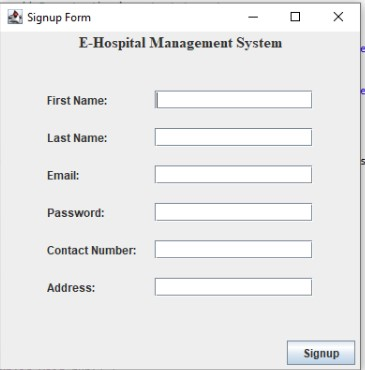 Signup Form
E-Hospital Management System
First Name:
Last Name:
Email:
Password:
Contact Number:
Address:
Signup